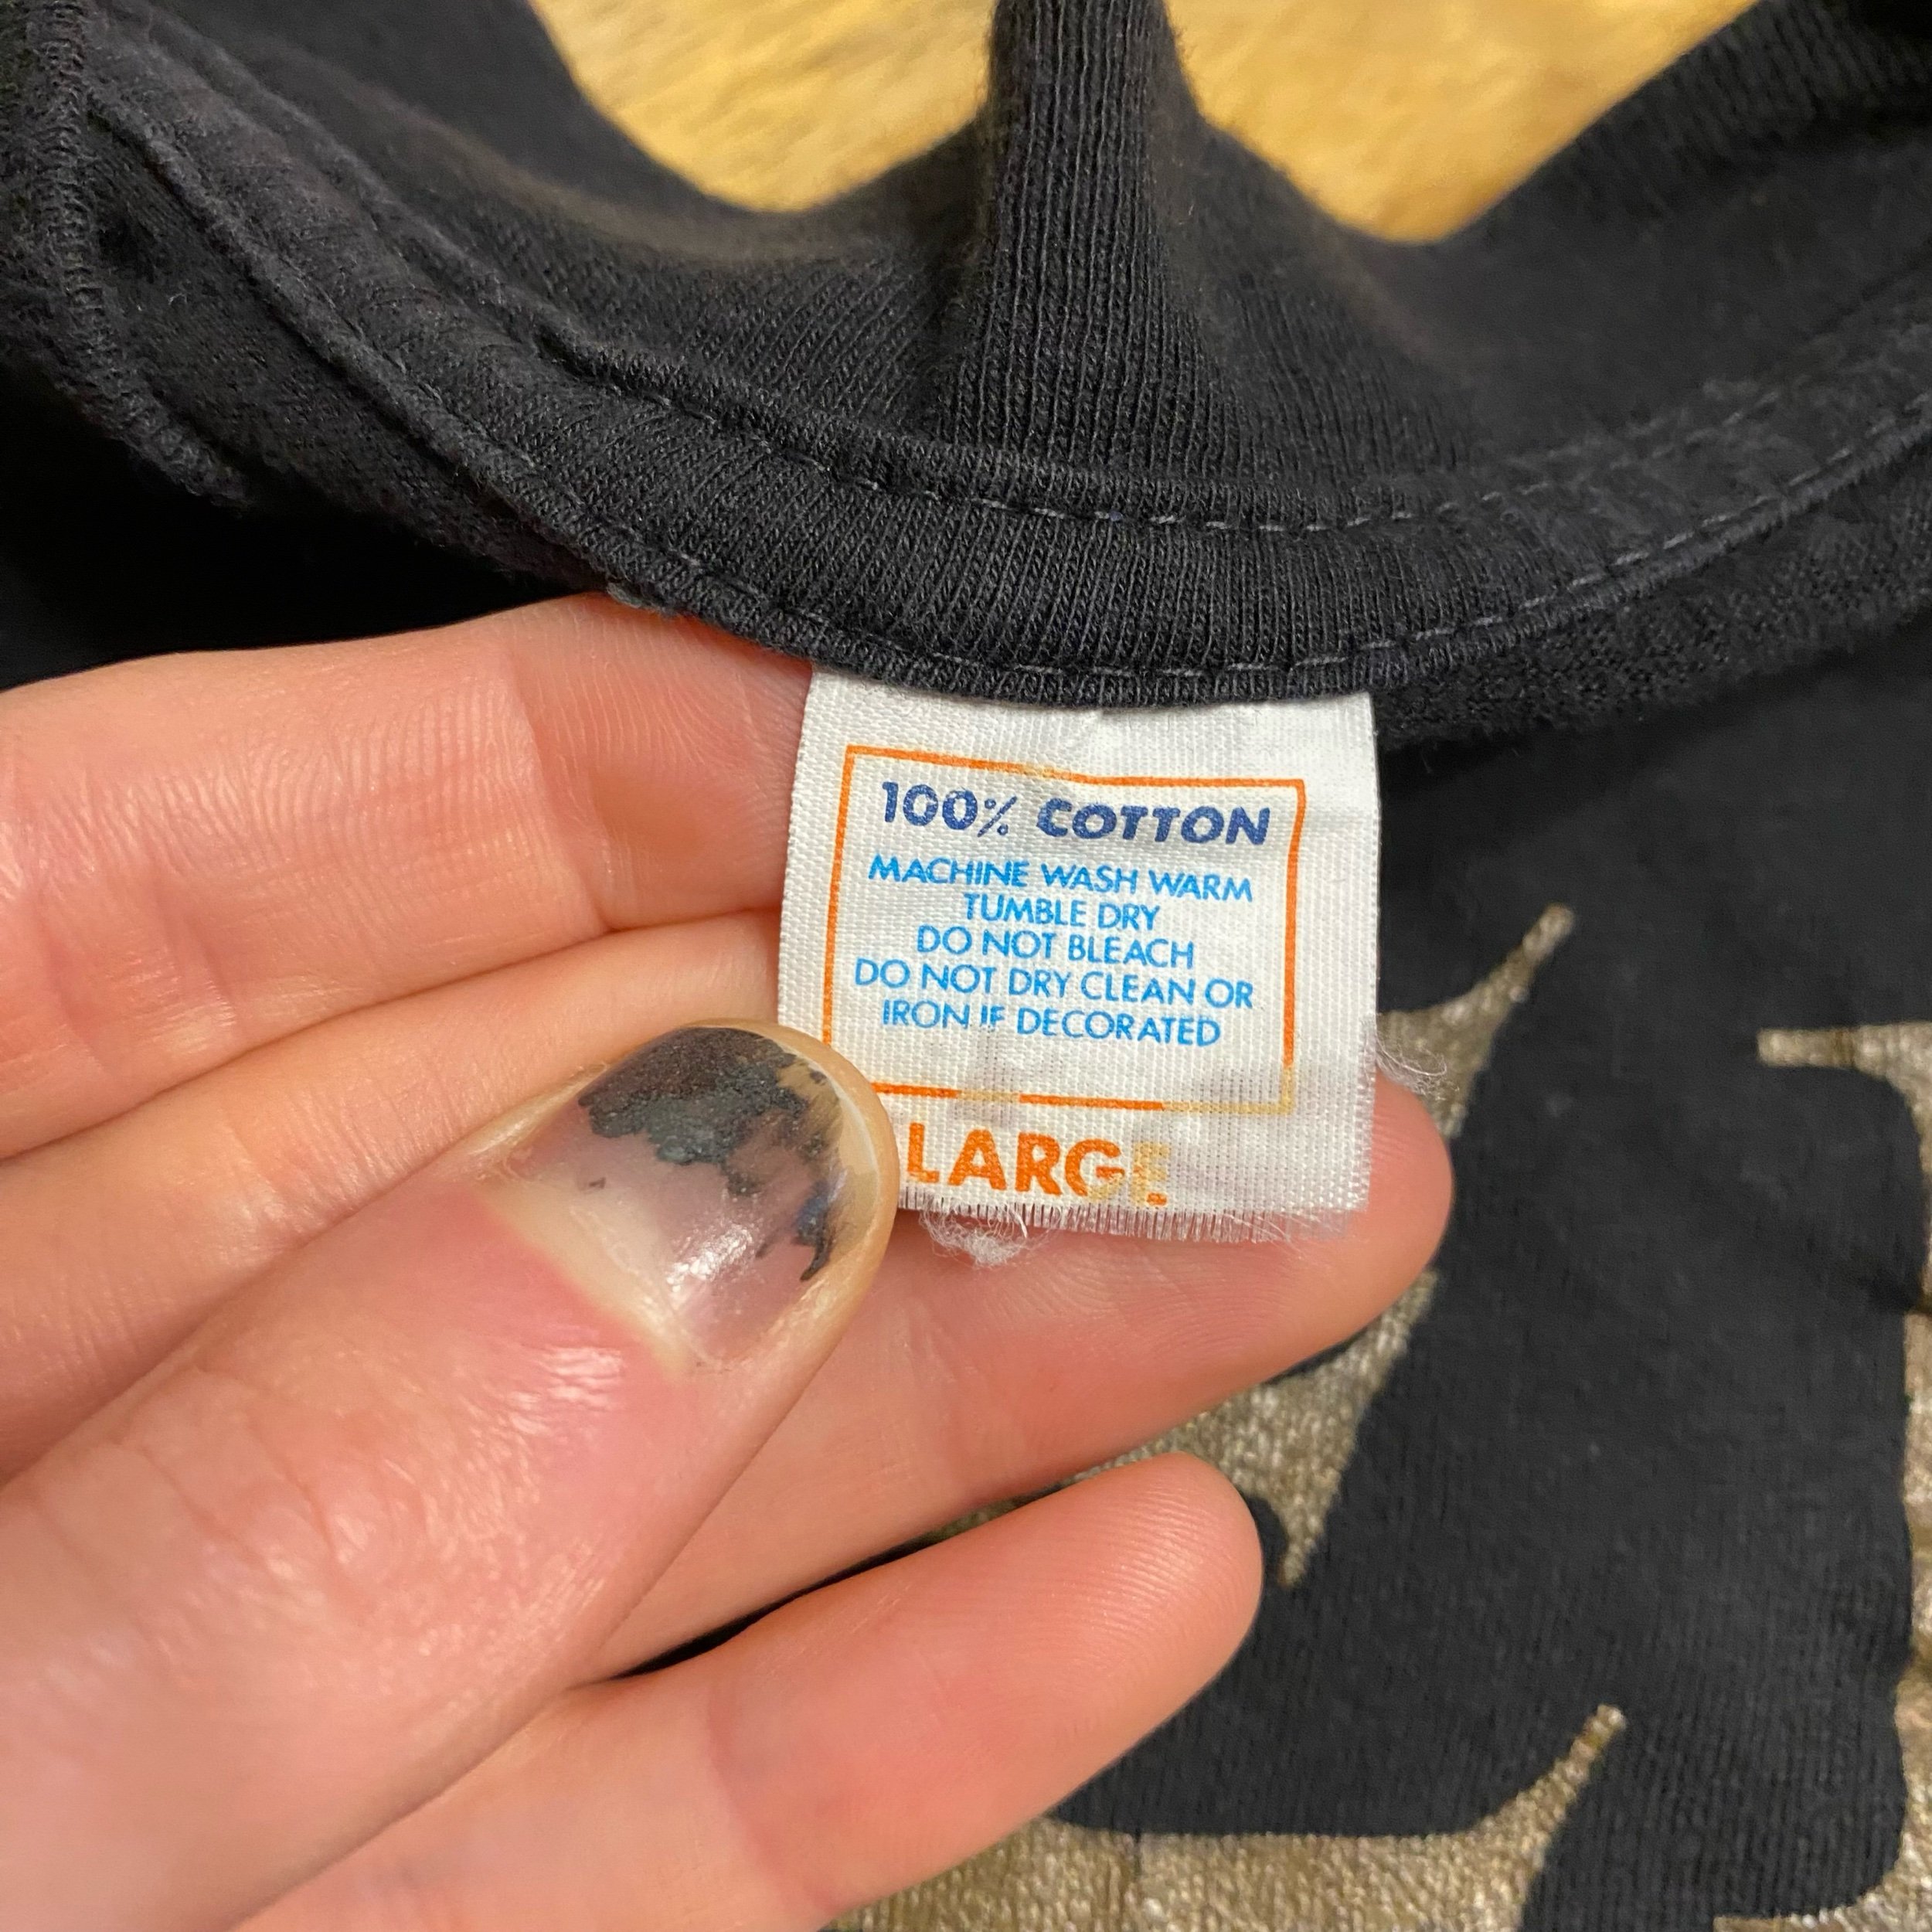 100% COTTON
MACHINE WASH WARM
TUMBLE DRY
DO NOT BLEACH
DO NOT DRY CLEAN OR
IRON IF DECORATED
LARGE